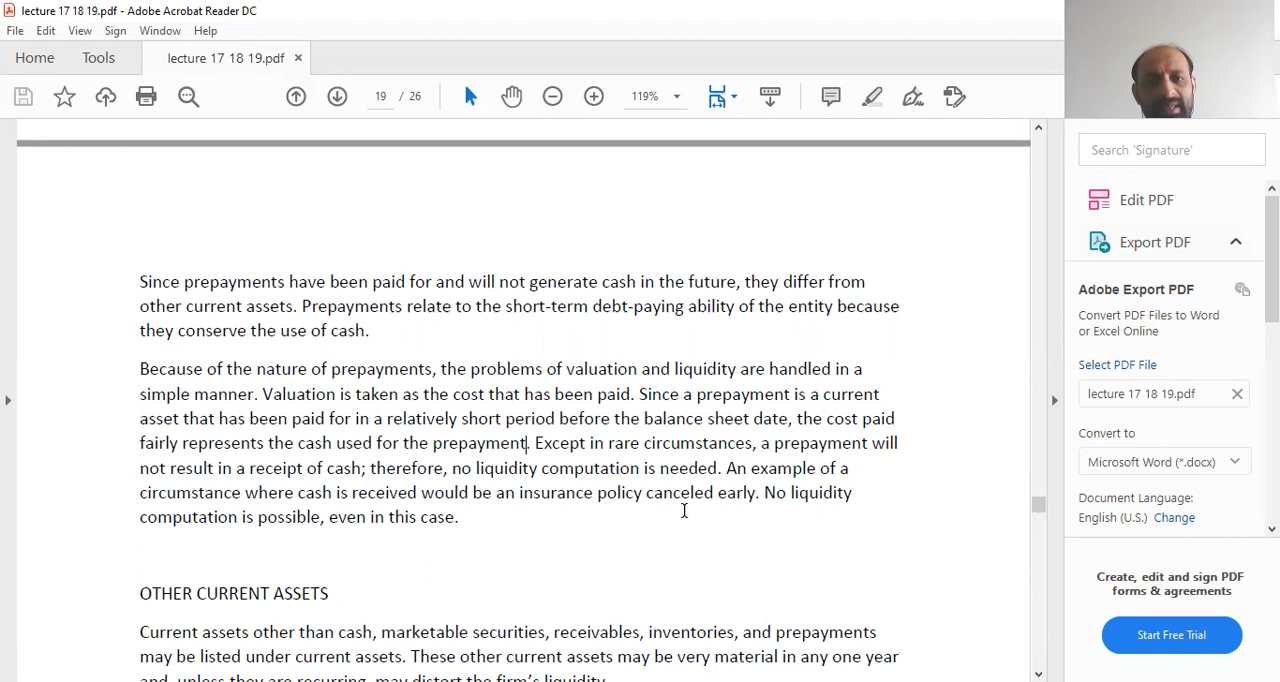 lecture 17 18 19.pdf - Adobe Acrobat Reader DC
File Edit View Sign Window Help
Home Tools lecture 17 18 19.pdf ×
19 / 26 119%
Search 'Signature'
Edit PDF
Export PDF
Adobe Export PDF
Convert PDF Files to Word
or Excel Online
Select PDF File
lecture 17 18 19.pdf
Convert to
Microsoft Word (*.docx)
Document Language:
English (U.S.) Change
Create, edit and sign PDF
forms & agreements
Start Free Trial
Since prepayments have been paid for and will not generate cash in the future, they differ from
other current assets. Prepayments relate to the short-term debt-paying ability of the entity because
they conserve the use of cash.
Because of the nature of prepayments, the problems of valuation and liquidity are handled in a
simple manner. Valuation is taken as the cost that has been paid. Since a prepayment is a current
asset that has been paid for in a relatively short period before the balance sheet date, the cost paid
fairly represents the cash used for the prepayment. Except in rare circumstances, a prepayment will
not result in a receipt of cash; therefore, no liquidity computation is needed. An example of a
circumstance where cash is received would be an insurance policy canceled early. No liquidity
computation is possible, even in this case.
OTHER CURRENT ASSETS
Current assets other than cash, marketable securities, receivables, inventories, and prepayments
may be listed under current assets. These other current assets may be very material in any one year
and, unless they are recurring, may distort the firm's liquidity.